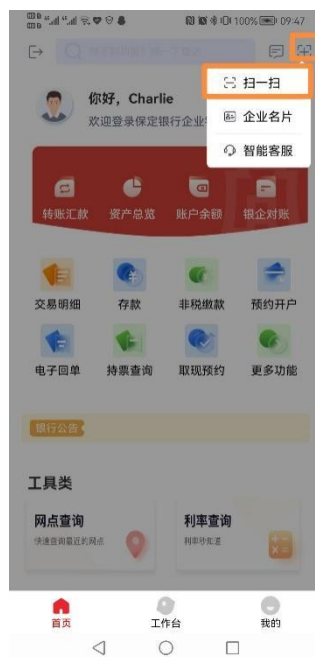 100% 09:47
扫一扫
你好，Charlie
欢迎登录保定银行企业
企业名片
智能客服
转账汇款 资产总览 账户余额 银企对账
交易明细 存款 非税缴款 预约开户
电子回单 持票查询 取现预约 更多功能
银行公告
工具类
网点查询 利率查询
快速查询最近的网点 利率秒知道
首页 工作台 我的